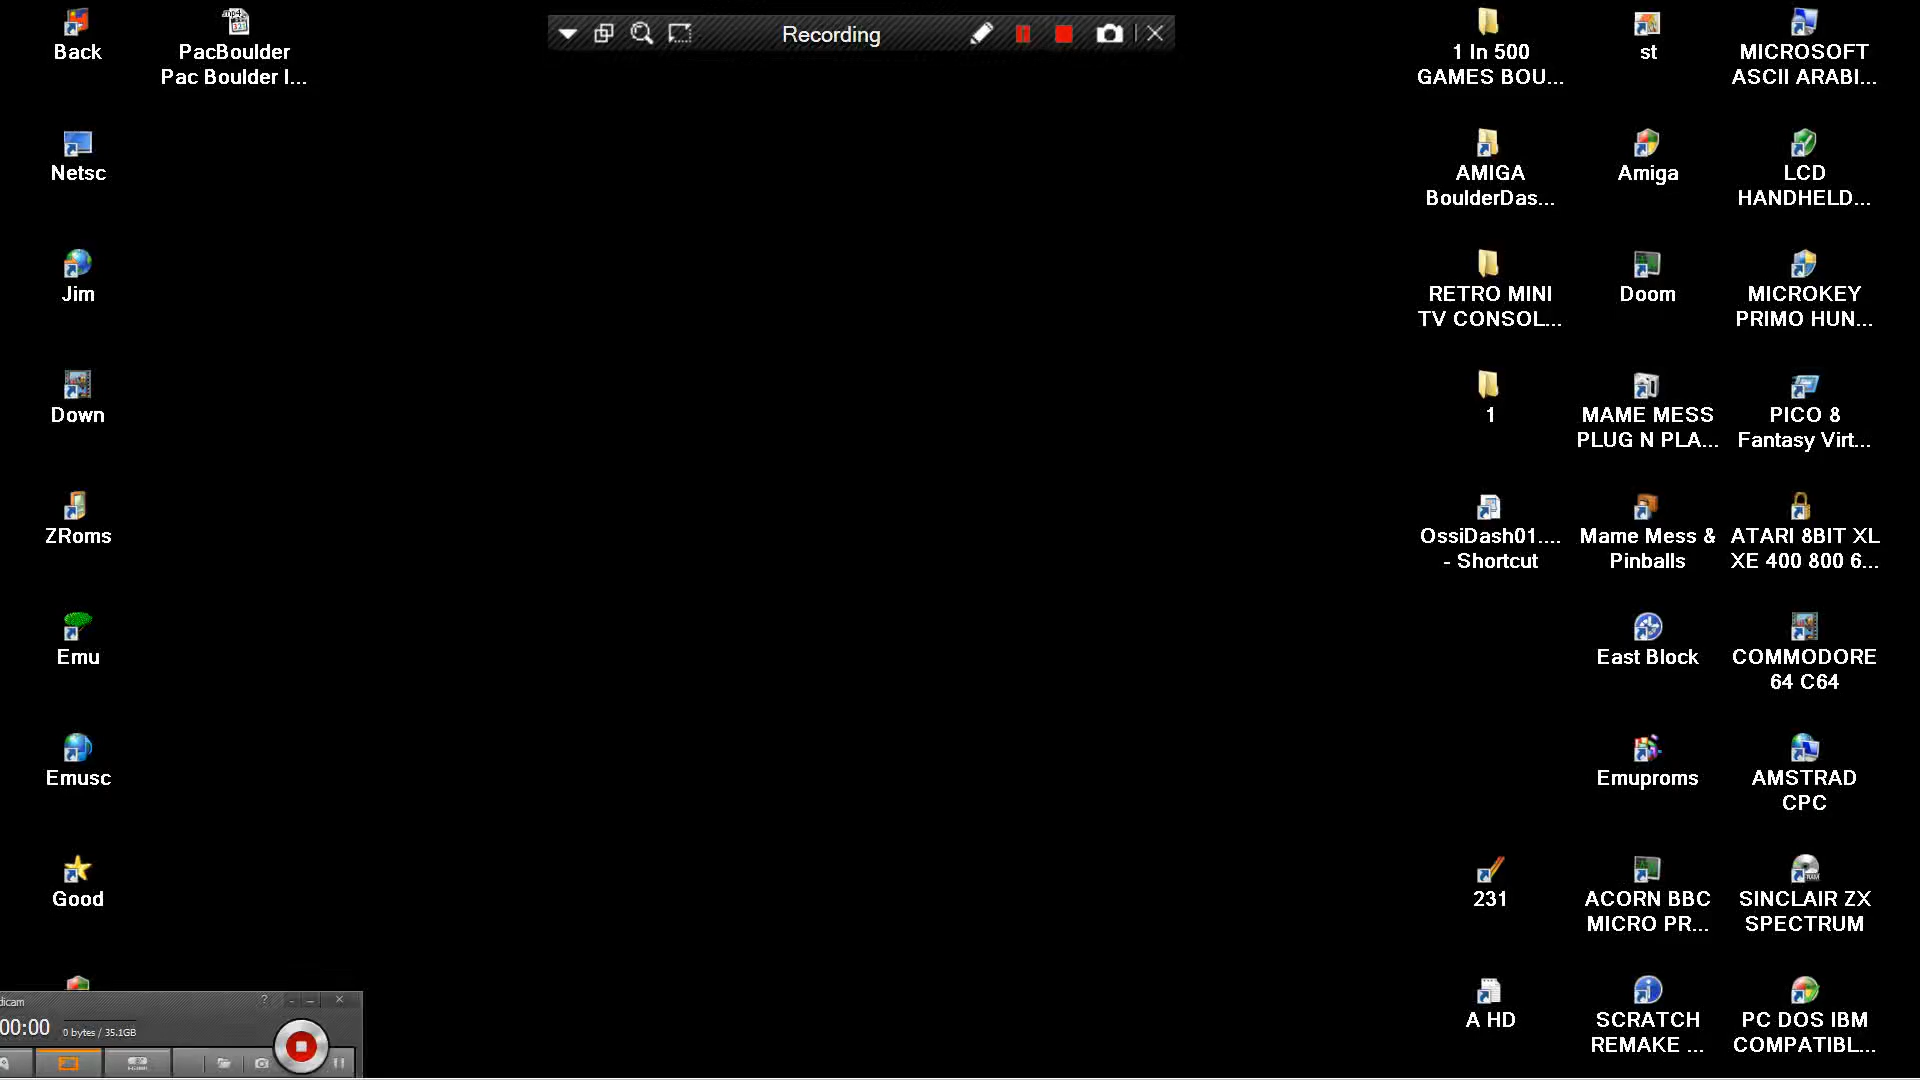 Back
PacBoulder
Pac Boulder I...
Netsc
Jim
Down
ZRoms
Emu
Emusc
Good
Recording
1 In 500
GAMES BOU...
st
MICROSOFT
ASCII ARABI...
AMIGA
BoulderDas...
Amiga
LCD
HANDHELD...
RETRO MINI
TV CONSOL...
Doom
MICROKEY
PRIMO HUN...
1
MAME MESS
PLUG N PLA...
PICO 8
Fantasy Virt...
OssiDash01....
- Shortcut
Mame Mess &
Pinballs
ATARI 8BIT XL
XE 400 800 6...
East Block
COMMODORE
64 C64
Emuproms
AMSTRAD
CPC
231
ACORN BBC
MICRO PR...
SINCLAIR ZX
SPECTRUM
A HD
SCRATCH
REMAKE ...
PC DOS IBM
COMPATIBL...
dicam
00:00
0 bytes / 35.1GB